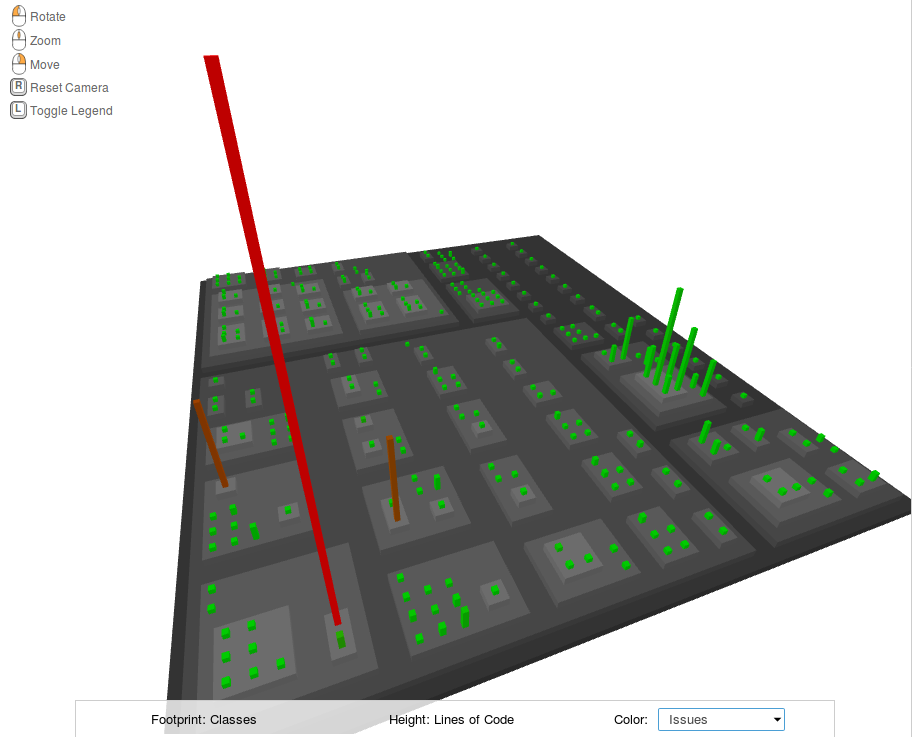 Rotate
Zoom
Move
R Reset Camera
L Toggle Legend
Footprint: Classes Height: Lines of Code Color: Issues